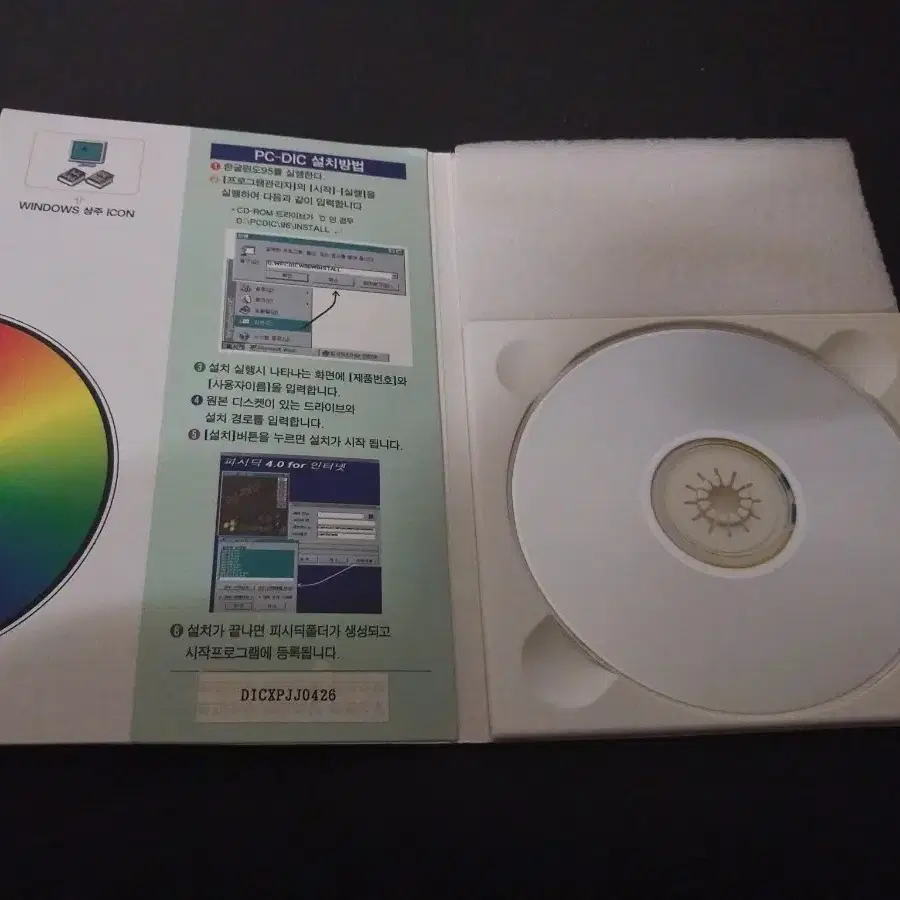 WINDOWS 상주 ICON
PC-DIC 설치방법
❶ 한글윈도95를 실행한다.
❷ [프로그램관리자]의 [시작]-[실행]을
실행하여 다음과 같이 입력합니다
• CD-ROM 드라이브가 'D'인 경우
D:\PCDIC\96\INSTALL
❸ 설치 실행시 나타나는 화면에 [제품번호]와
[사용자이름]을 입력합니다.
❹ 원본 디스켓이 있는 드라이브와
설치 경로를 입력합니다.
❺ [설치]버튼을 누르면 설치가 시작 됩니다.
피시딕 4.0 for 인터넷
❻ 설치가 끝나면 피시딕폴더가 생성되고
시작프로그램에 등록됩니다.
DICXPJJ0426